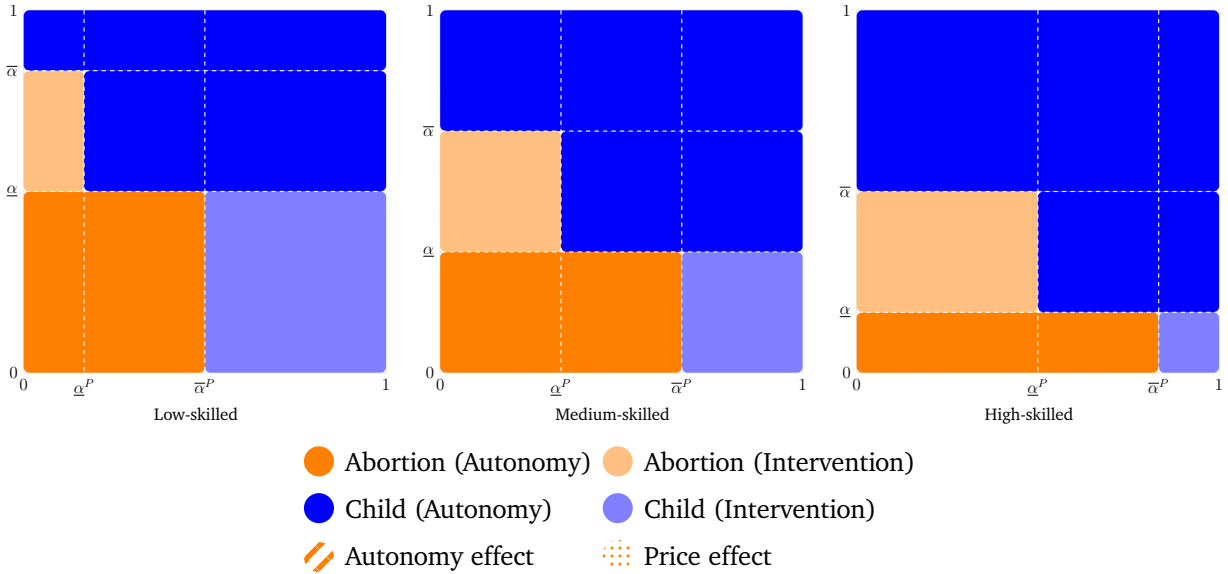 1
α̅
α̲
0
0
α̲ᴾ
α̅ᴾ
1
Low-skilled
1
α̅
α̲
0
0
α̲ᴾ
α̅ᴾ
1
Medium-skilled
1
α̅
α̲
0
0
α̲ᴾ
α̅ᴾ
1
High-skilled
Abortion (Autonomy) Abortion (Intervention)
Child (Autonomy) Child (Intervention)
Autonomy effect Price effect